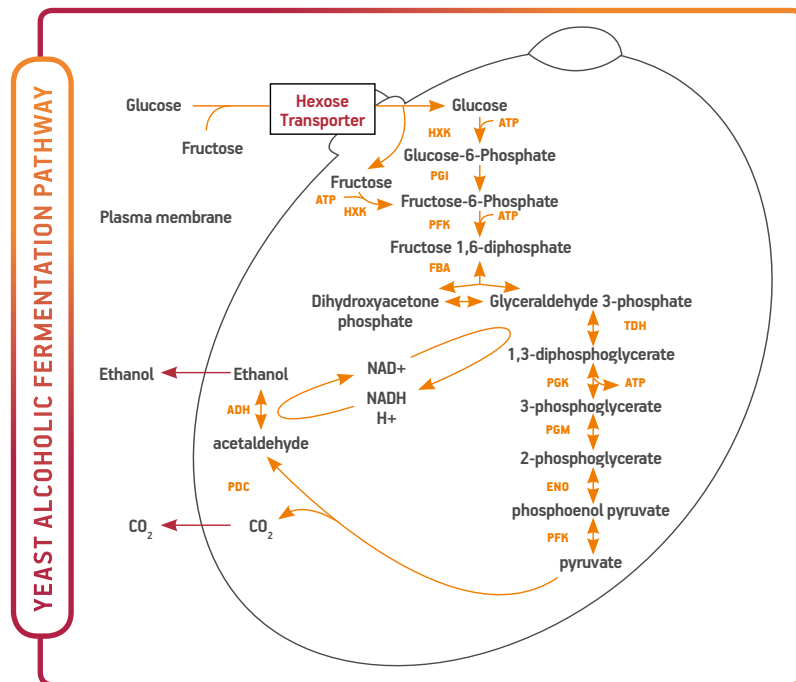 YEAST ALCOHOLIC FERMENTATION PATHWAY
Glucose
Fructose
Hexose
Transporter
Glucose
HXK
ATP
Glucose-6-Phosphate
PGI
Fructose
ATP
HXK
Fructose-6-Phosphate
PFK
ATP
Plasma membrane
Fructose 1,6-diphosphate
FBA
Dihydroxyacetone
phosphate
Glyceraldehyde 3-phosphate
TDH
1,3-diphosphoglycerate
PGK
ATP
3-phosphoglycerate
PGM
2-phosphoglycerate
ENO
phosphoenol pyruvate
PFK
pyruvate
NAD+
NADH
H+
Ethanol
Ethanol
ADH
acetaldehyde
PDC
CO₂
CO₂